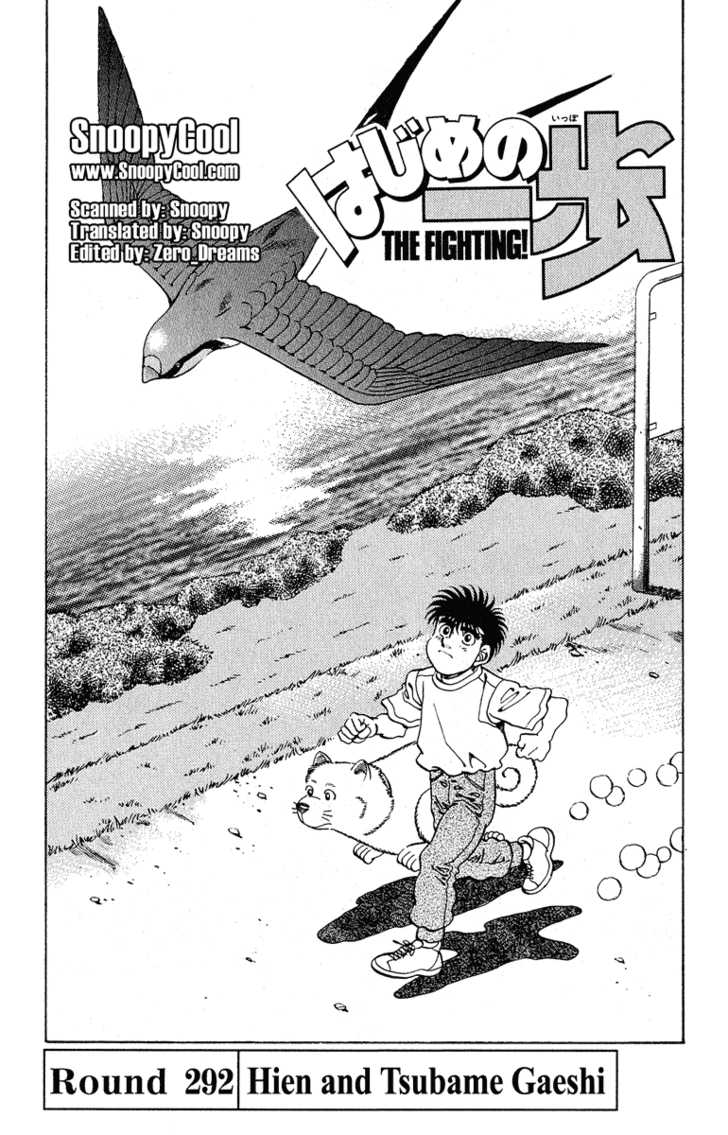 SnoopyCool
www.SnoopyCool.com
Scanned by: Snoopy
Translated by: Snoopy
Edited by: Zero_Dreams
いっぽ
はじめの一歩
THE FIGHTING!
Round 292 Hien and Tsubame Gaeshi